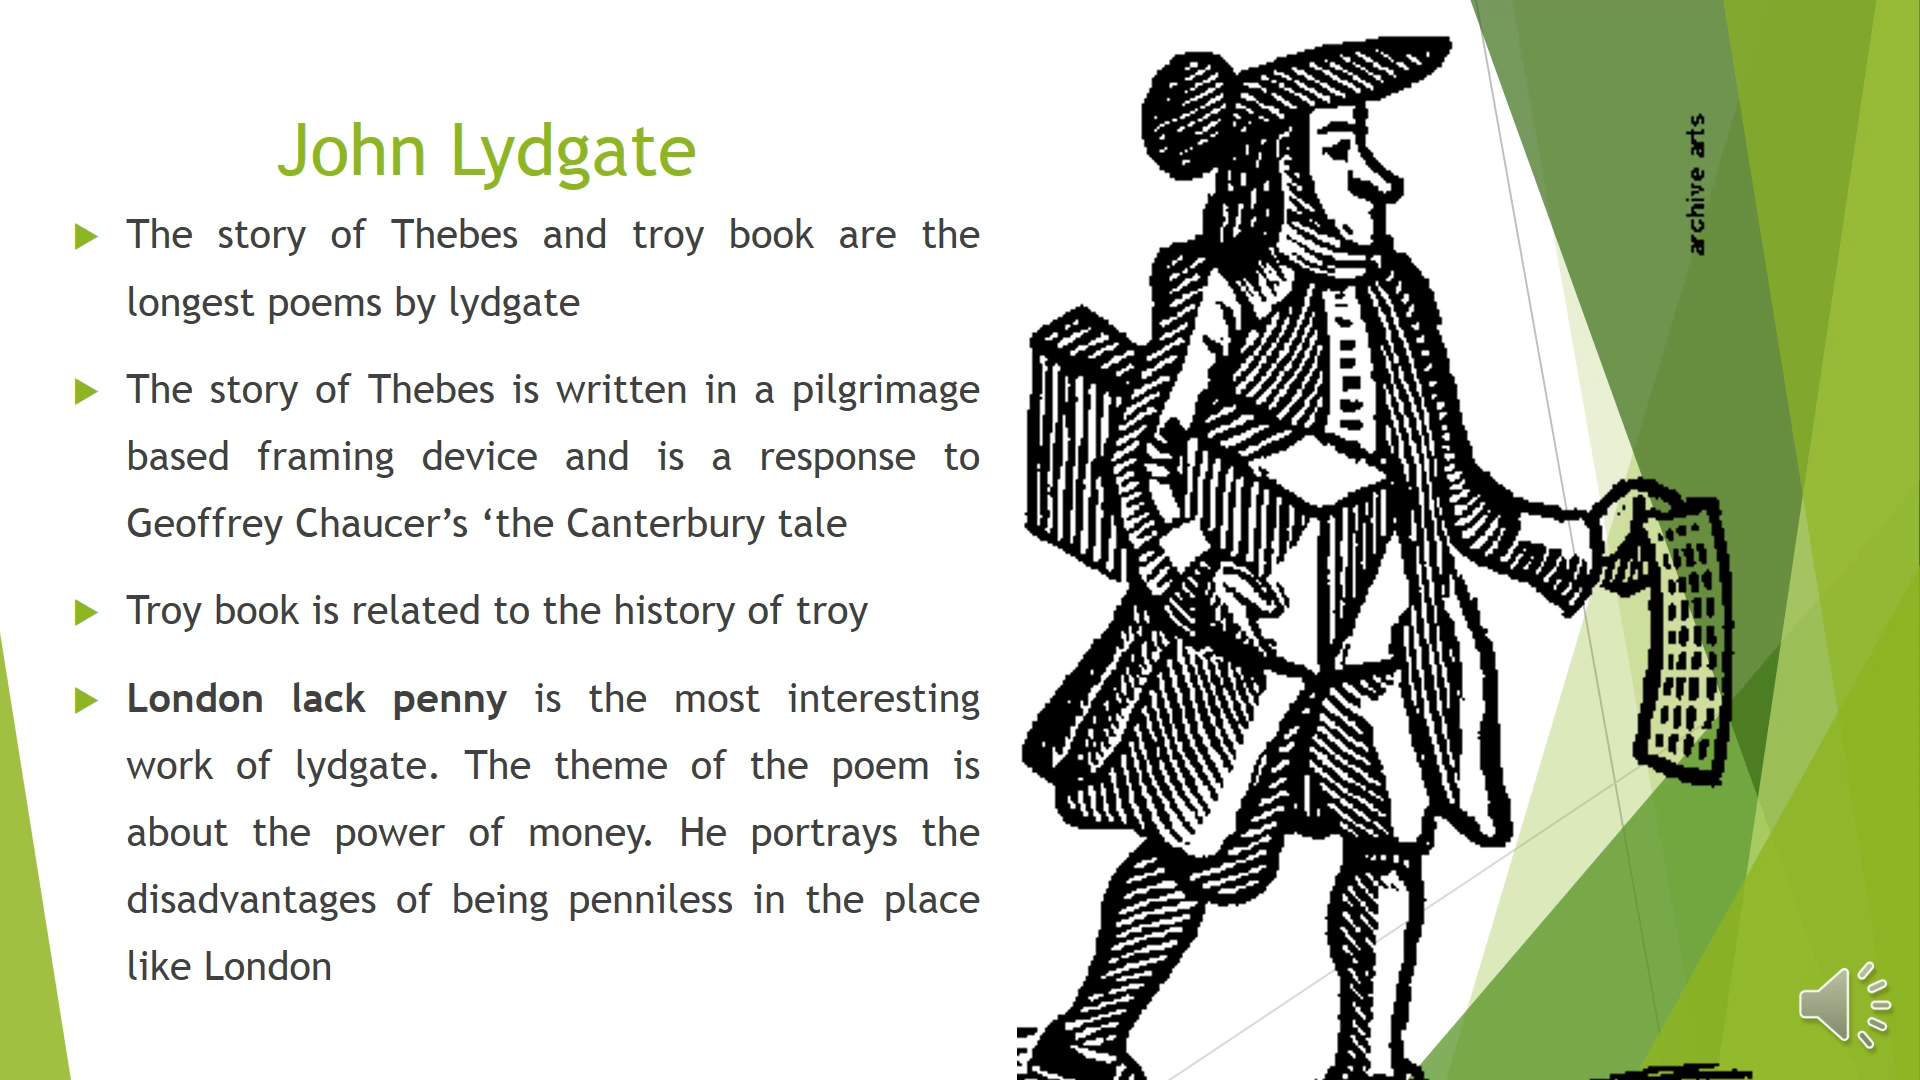 John Lydgate
The story of Thebes and troy book are the
longest poems by lydgate
The story of Thebes is written in a pilgrimage
based framing device and is a response to
Geoffrey Chaucer’s ‘the Canterbury tale
Troy book is related to the history of troy
London lack penny is the most interesting
work of lydgate. The theme of the poem is
about the power of money. He portrays the
disadvantages of being penniless in the place
like London
archive arts